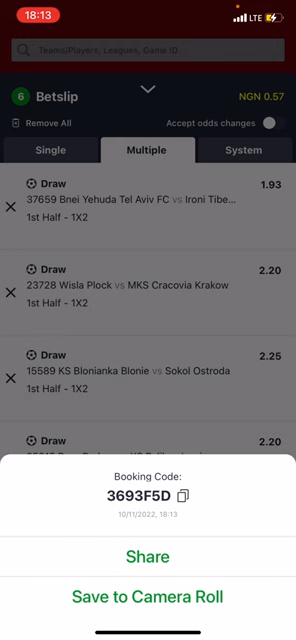 18:13
LTE
Teams/Players, Leagues, Game ID
6 Betslip NGN 0.57
Remove All Accept odds changes
Single Multiple System
Draw 1.93
37659 Bnei Yehuda Tel Aviv FC vs Ironi Tibe...
1st Half - 1X2
Draw 2.20
23728 Wisla Plock vs MKS Cracovia Krakow
1st Half - 1X2
Draw 2.25
15589 KS Blonianka Blonie vs Sokol Ostroda
1st Half - 1X2
Draw 2.20
Booking Code:
3693F5D
10/11/2022, 18:13
Share
Save to Camera Roll